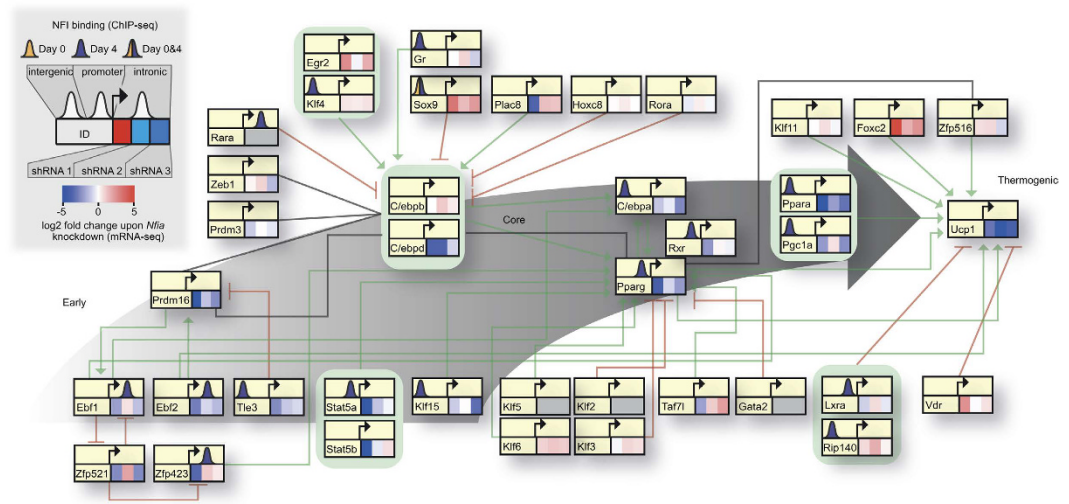 NFI binding (ChIP-seq)
Day 0
Day 4
Day 0&4
intergenic
promoter
intronic
ID
shRNA 1
shRNA 2
shRNA 3
-5
0
5
log2 fold change upon Nfia
knockdown (mRNA-seq)
Egr2
Klf4
Gr
Sox9
Plac8
Hoxc8
Rora
Klf11
Foxc2
Zfp516
Rara
Zeb1
Prdm3
C/ebpb
C/ebpd
Core
C/ebpa
Rxr
Pparg
Ppara
Pgc1a
Thermogenic
Ucp1
Early
Prdm16
Ebf1
Ebf2
Tle3
Stat5a
Stat5b
Klf15
Klf5
Klf2
Klf6
Klf3
Taf7l
Gata2
Lxra
Rip140
Vdr
Zfp521
Zfp423